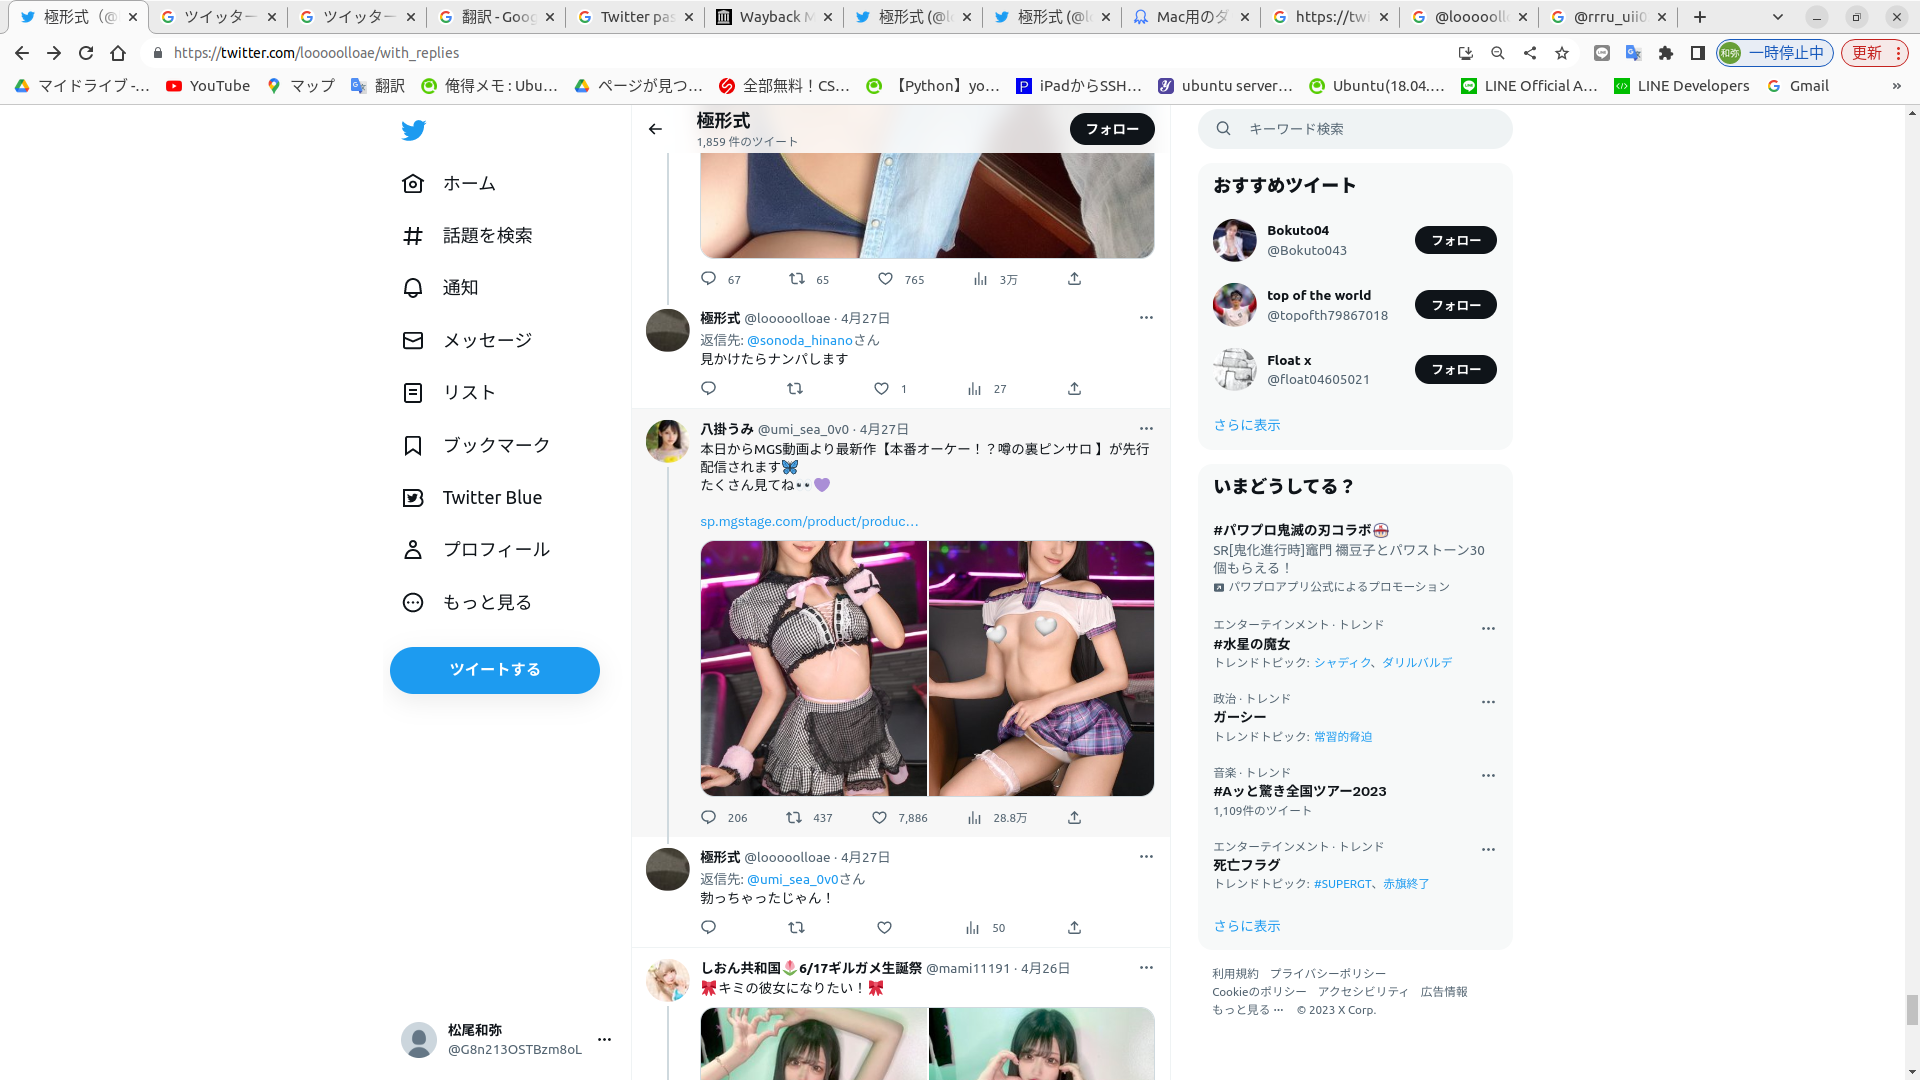 極形式（@
ツイッター
ツイッター
翻訳 - Goog
Twitter pas
Wayback M
極形式 (@lo
極形式 (@lo
Mac用のダ
https://twi
@loooooll
@rrru_uii0
https://twitter.com/looooolloae/with_replies
和弥 一時停止中
更新
マイドライブ -...
YouTube
マップ
翻訳
俺得メモ : Ubu...
ページが見つ...
全部無料！CS...
【Python】yo...
iPadからSSH...
ubuntu server...
Ubuntu(18.04....
LINE Official A...
LINE Developers
Gmail
»
ホーム
話題を検索
通知
メッセージ
リスト
ブックマーク
Twitter Blue
プロフィール
もっと見る
ツイートする
松尾和弥
@G8n213OSTBzm8oL
極形式
1,859 件のツイート
フォロー
67 65 765 3万
極形式 @looooolloae · 4月27日
返信先: @sonoda_hinanoさん
見かけたらナンパします
1 27
八掛うみ @umi_sea_0v0 · 4月27日
本日からMGS動画より最新作【本番オーケー！？噂の裏ピンサロ 】が先行
配信されます🦋
たくさん見てね👀💜
sp.mgstage.com/product/produc…
206 437 7,886 28.8万
極形式 @looooolloae · 4月27日
返信先: @umi_sea_0v0さん
勃っちゃったじゃん！
50
しおん共和国🌷6/17ギルガメ生誕祭 @mami11191 · 4月26日
🎀キミの彼女になりたい！🎀
キーワード検索
おすすめツイート
Bokuto04
@Bokuto043
フォロー
top of the world
@topofth79867018
フォロー
Float x
@float04605021
フォロー
さらに表示
いまどうしてる？
#パワプロ鬼滅の刃コラボ
SR[鬼化進行時]竈門 禰豆子とパワストーン30
個もらえる！
パワプロアプリ公式によるプロモーション
エンターテインメント · トレンド
#水星の魔女
トレンドトピック: シャディク、ダリルバルデ
政治 · トレンド
ガーシー
トレンドトピック: 常習的脅迫
音楽 · トレンド
#Aッと驚き全国ツアー2023
1,109件のツイート
エンターテインメント · トレンド
死亡フラグ
トレンドトピック: #SUPERGT、赤旗終了
さらに表示
利用規約 プライバシーポリシー
Cookieのポリシー アクセシビリティ 広告情報
もっと見る ··· © 2023 X Corp.